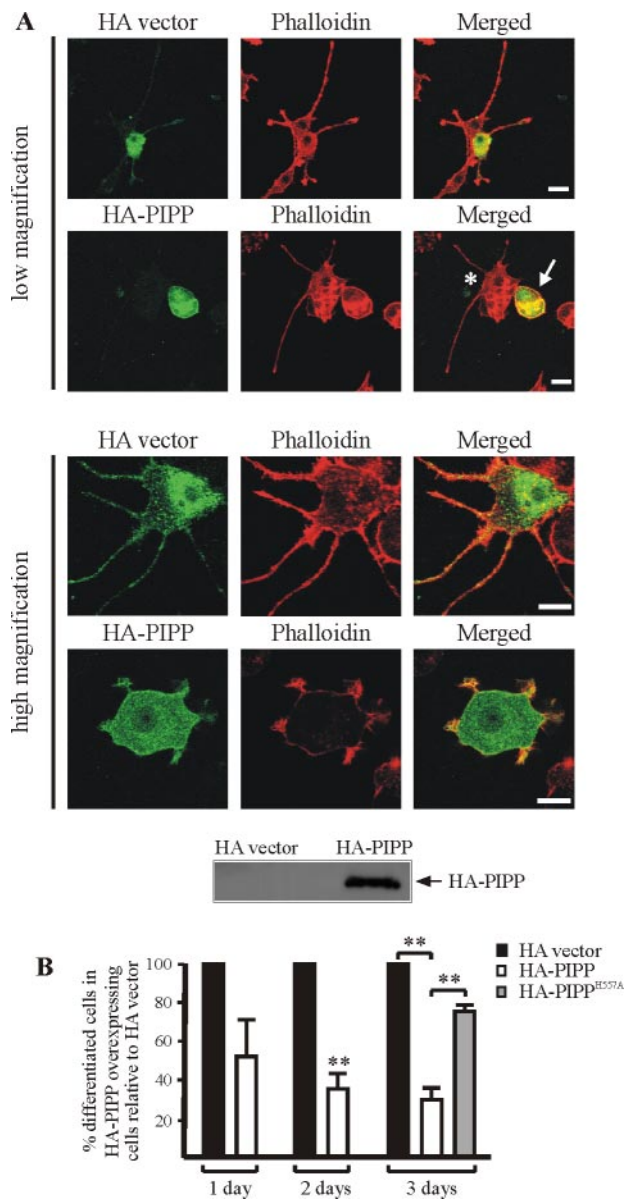 A
HA vector Phalloidin Merged
low magnification
HA-PIPP Phalloidin Merged
*
HA vector Phalloidin Merged
high magnification
HA-PIPP Phalloidin Merged
HA vector HA-PIPP
HA-PIPP
B
% differentiated cells in
HA-PIPP overexpressing
cells relative to HA vector
100
80
60
40
20
**
**
**
HA vector
HA-PIPP
HA-PIPP^H557A
1 day 2 days 3 days